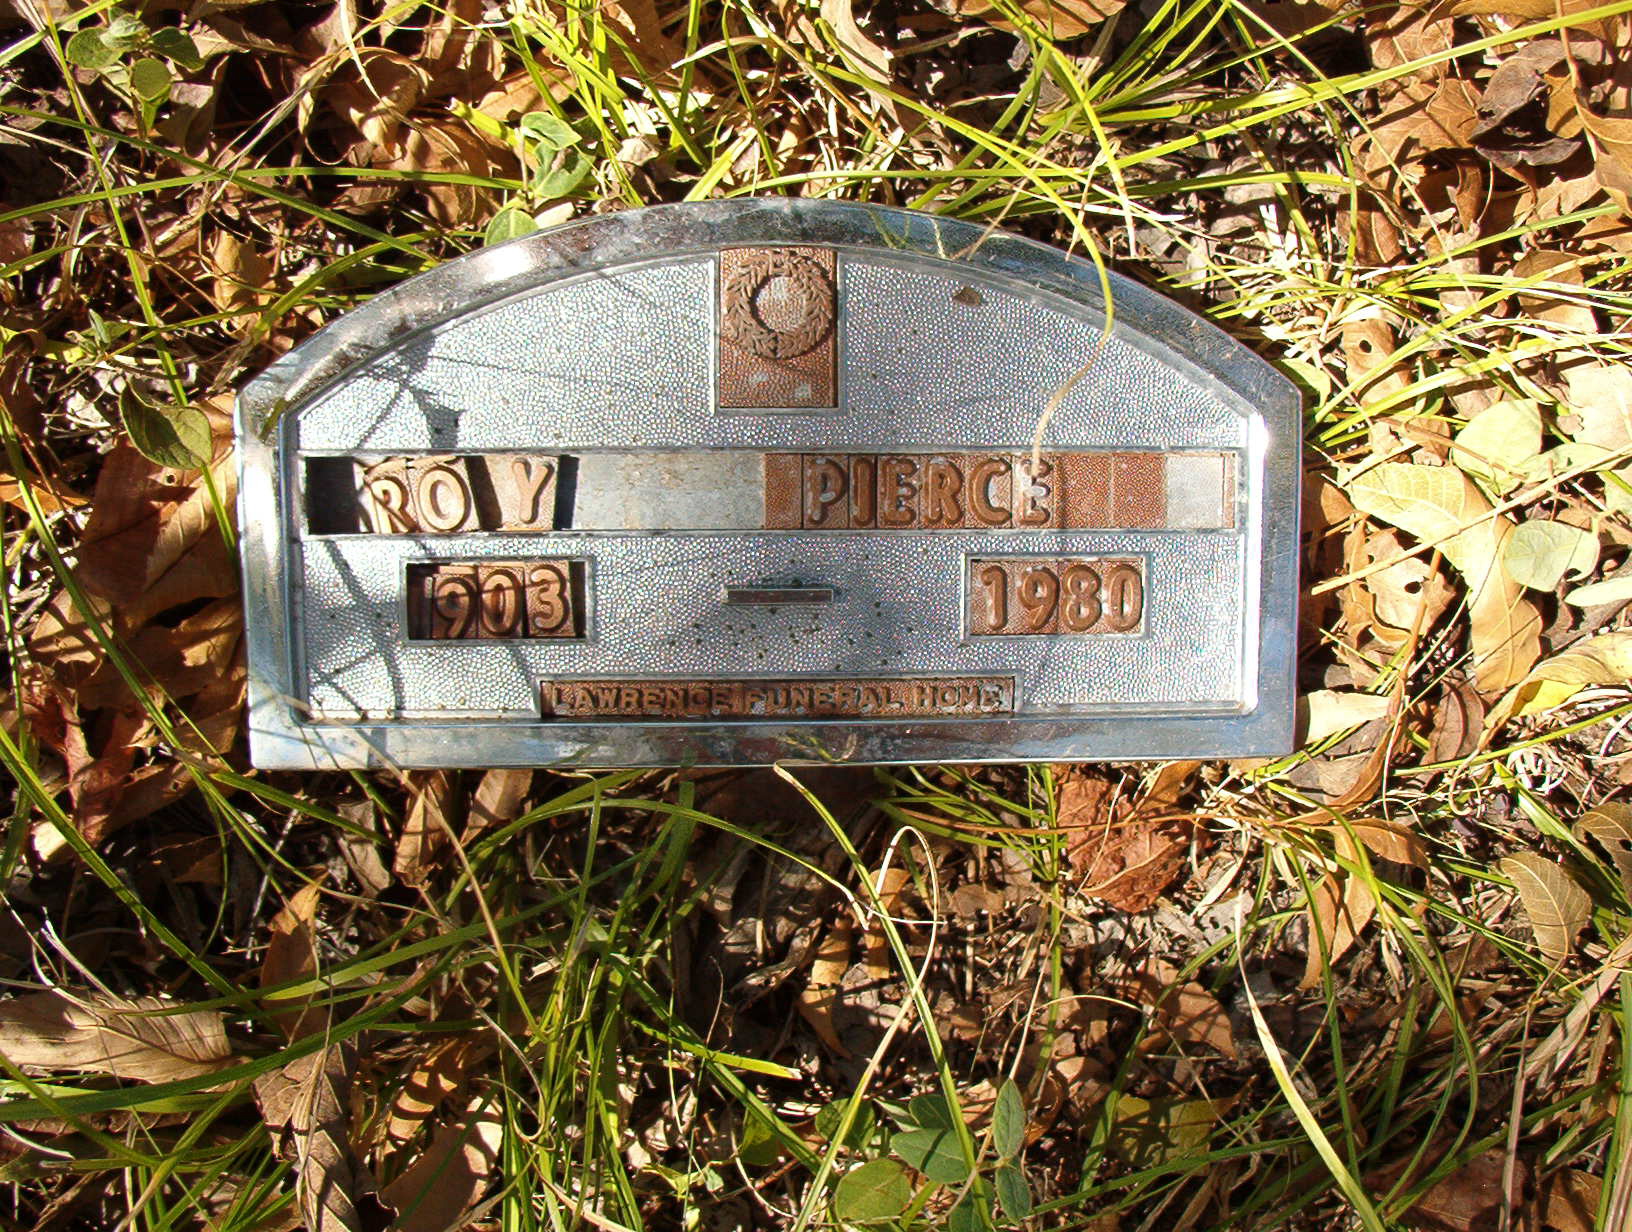 ROY PIERCE
1903 1980
LAWRENCE FUNERAL HOME